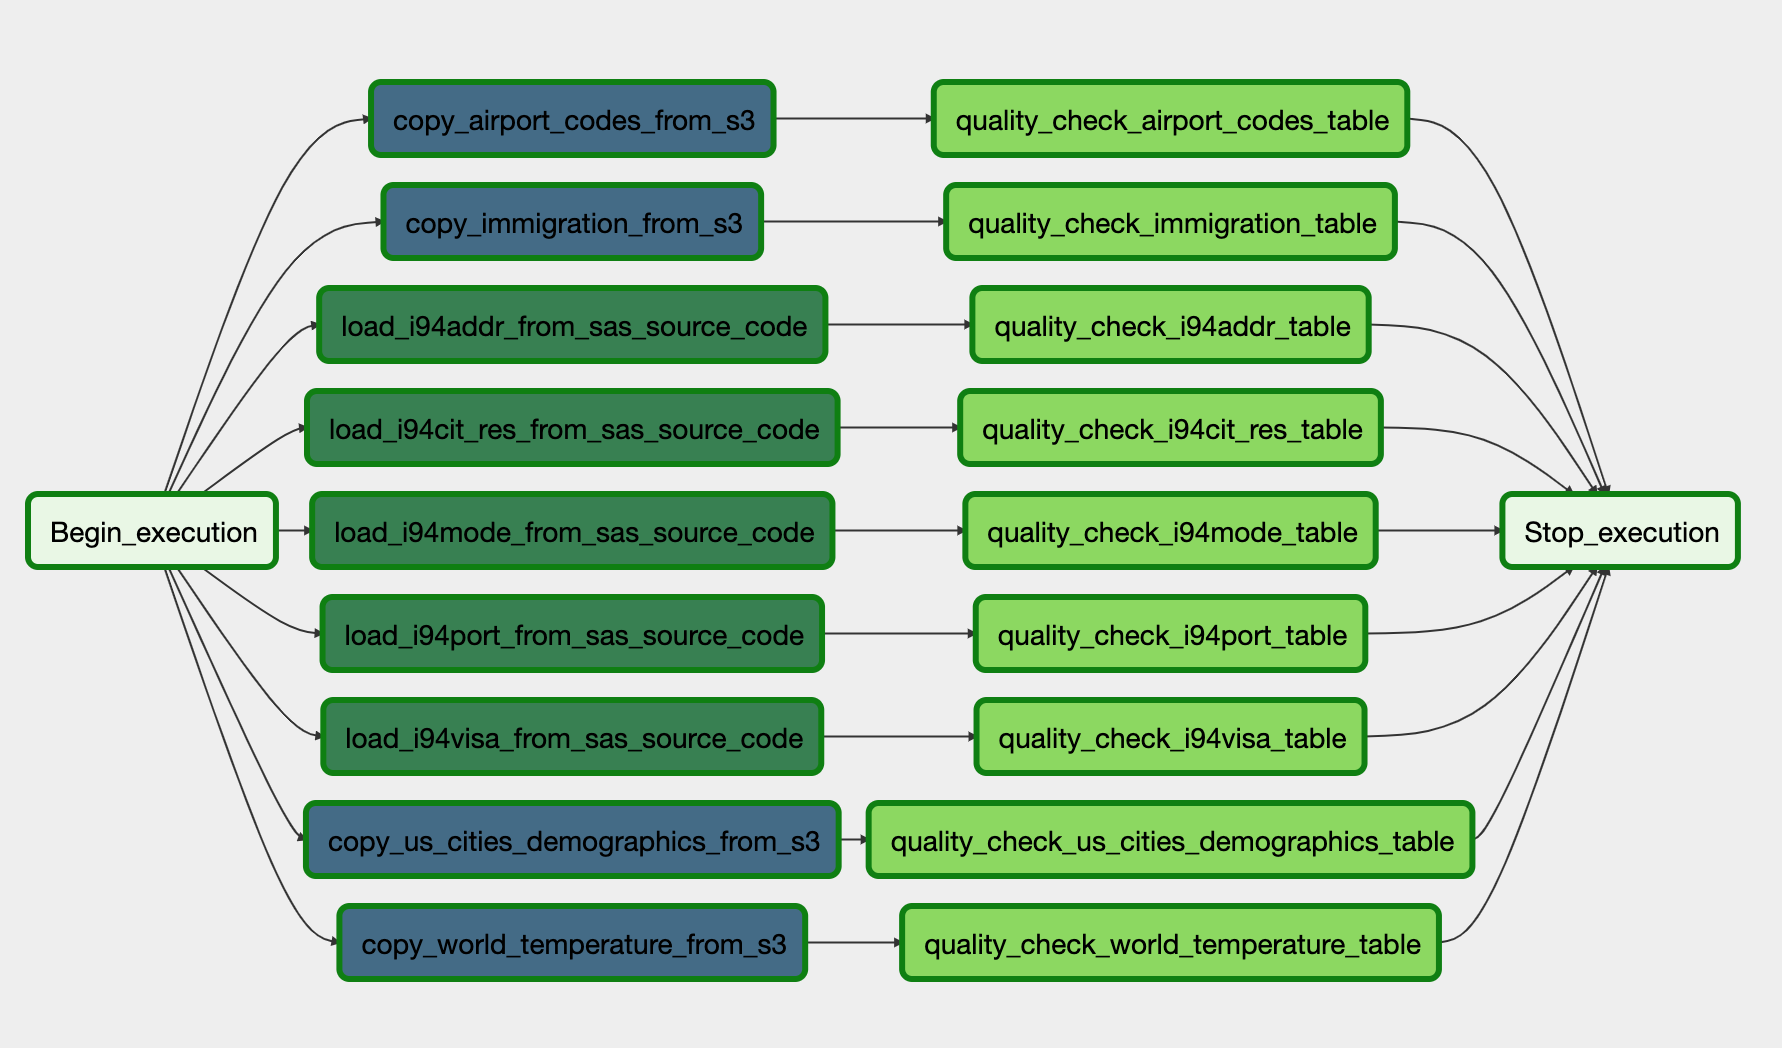 copy_airport_codes_from_s3
quality_check_airport_codes_table
copy_immigration_from_s3
quality_check_immigration_table
load_i94addr_from_sas_source_code
quality_check_i94addr_table
load_i94cit_res_from_sas_source_code
quality_check_i94cit_res_table
Begin_execution
load_i94mode_from_sas_source_code
quality_check_i94mode_table
Stop_execution
load_i94port_from_sas_source_code
quality_check_i94port_table
load_i94visa_from_sas_source_code
quality_check_i94visa_table
copy_us_cities_demographics_from_s3
quality_check_us_cities_demographics_table
copy_world_temperature_from_s3
quality_check_world_temperature_table